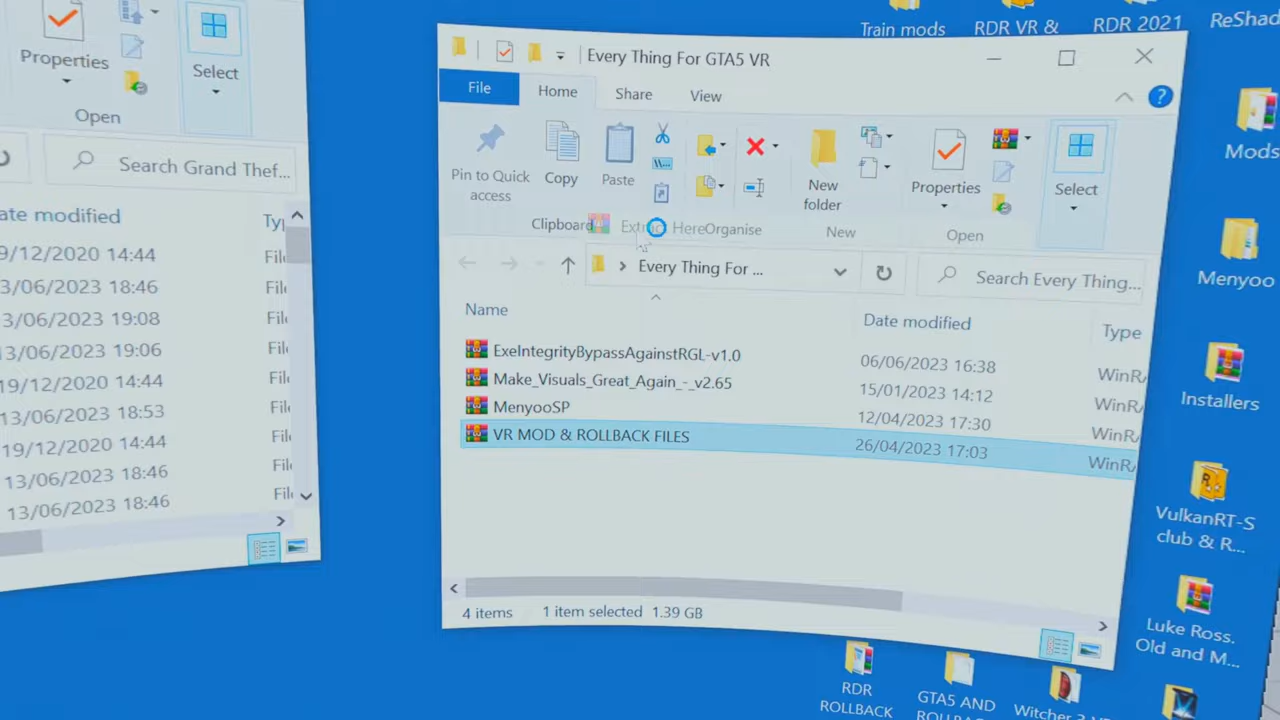 Train mods
RDR VR &
RDR 2021
Properties
Select
Open
Search Grand Thef...
ate modified
9/12/2020 14:44
3/06/2023 18:46
3/06/2023 19:08
13/06/2023 19:06
19/12/2020 14:44
13/06/2023 18:53
19/12/2020 14:44
13/06/2023 18:46
13/06/2023 18:46
Every Thing For GTA5 VR
File
Home
Share
View
Pin to Quick
access
Copy
Paste
New
folder
Properties
Select
Clipboard
Extract Here
Organise
New
Open
Every Thing For ...
Search Every Thing...
Name
Date modified
Type
ExeIntegrityBypassAgainstRGL-v1.0
06/06/2023 16:38
WinRA
Make_Visuals_Great_Again_-_v2.65
15/01/2023 14:12
WinRA
MenyooSP
12/04/2023 17:30
WinRA
VR MOD & ROLLBACK FILES
26/04/2023 17:03
WinRA
4 items
1 item selected 1.39 GB
Mods
Menyoo
Installers
VulkanRT-S
club & R...
Luke Ross.
Old and M...
RDR
ROLLBACK
GTA5 AND